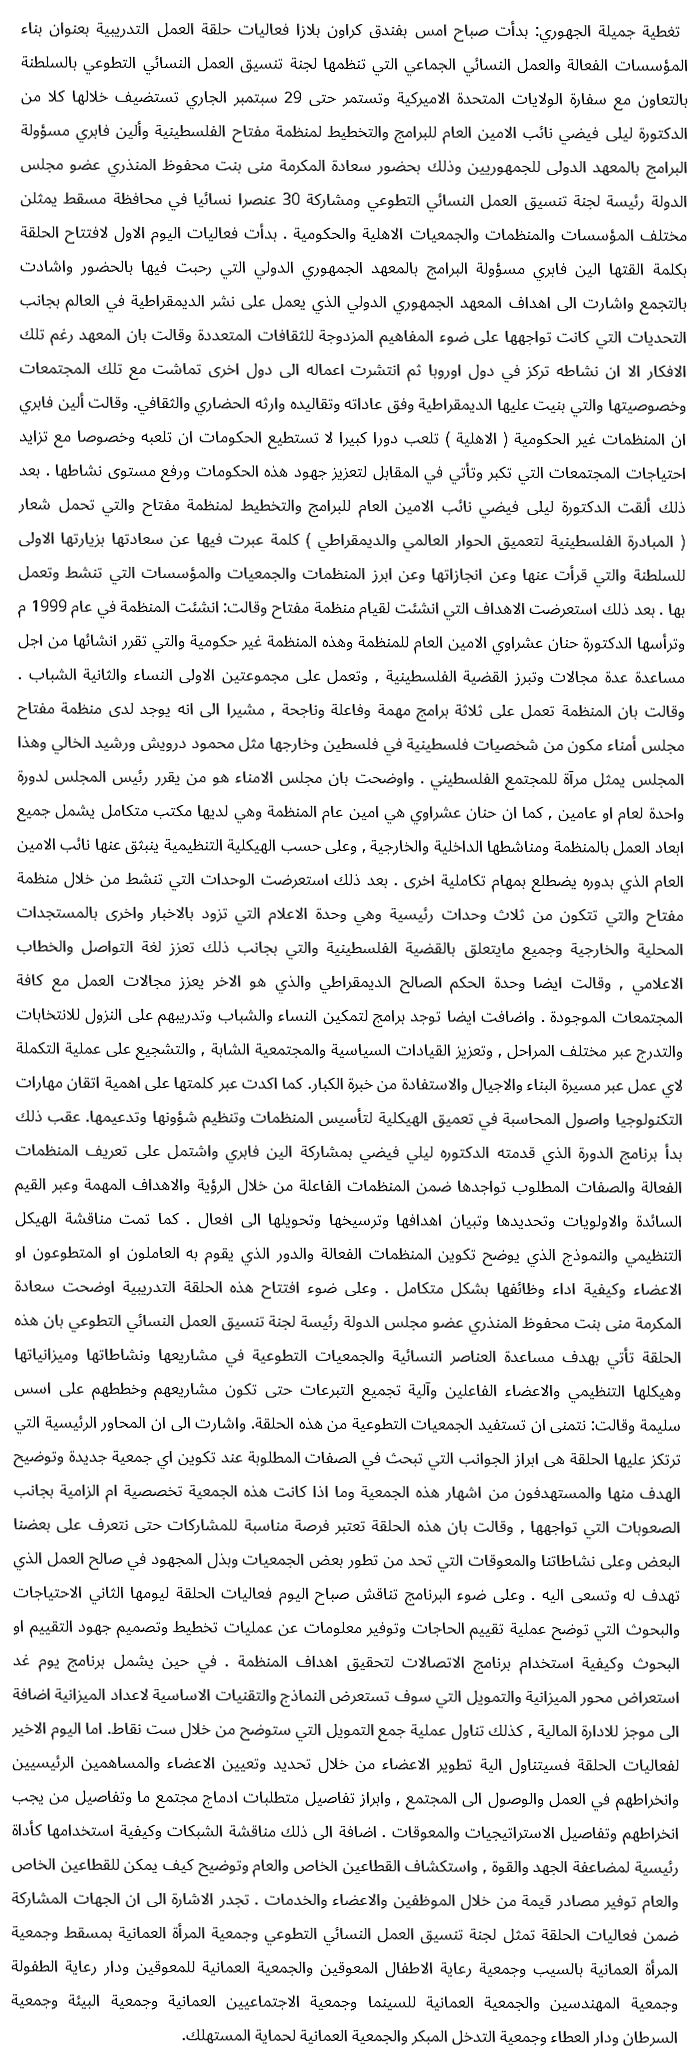 تغطية جميلة الجهوري: بدأت صباح امس بفندق كراون بلازا فعاليات حلقة العمل التدريبية بعنوان بناء
المؤسسات الفعالة والعمل النسائي الجماعي التي تنظمها لجنة تنسيق العمل النسائي التطوعي بالسلطنة
بالتعاون مع سفارة الولايات المتحدة الاميركية وتستمر حتى 29 سبتمبر الجاري تستضيف خلالها كلا من
الدكتورة ليلى فيضي نائب الامين العام للبرامج والتخطيط لمنظمة مفتاح الفلسطينية وألين فابري مسؤولة
البرامج بالمعهد الدولى للجمهوريين وذلك بحضور سعادة المكرمة منى بنت محفوظ المنذري عضو مجلس
الدولة رئيسة لجنة تنسيق العمل النسائي التطوعي ومشاركة 30 عنصرا نسائيا في محافظة مسقط يمثلن
مختلف المؤسسات والمنظمات والجمعيات الاهلية والحكومية . بدأت فعاليات اليوم الاول لافتتاح الحلقة
بكلمة القتها الين فابري مسؤولة البرامج بالمعهد الجمهوري الدولي التي رحبت فيها بالحضور واشادت
بالتجمع واشارت الى اهداف المعهد الجمهوري الدولي الذي يعمل على نشر الديمقراطية في العالم بجانب
التحديات التي كانت تواجهها على ضوء المفاهيم المزدوجة للثقافات المتعددة وقالت بان المعهد رغم تلك
الافكار الا ان نشاطه تركز في دول اوروبا ثم انتشرت اعماله الى دول اخرى تماشت مع تلك المجتمعات
وخصوصيتها والتي بنيت عليها الديمقراطية وفق عاداته وتقاليده وارثه الحضاري والثقافي. وقالت ألين فابري
ان المنظمات غير الحكومية ( الاهلية ) تلعب دورا كبيرا لا تستطيع الحكومات ان تلعبه وخصوصا مع تزايد
احتياجات المجتمعات التي تكبر وتأتي في المقابل لتعزيز جهود هذه الحكومات ورفع مستوى نشاطها . بعد
ذلك ألقت الدكتورة ليلى فيضي نائب الامين العام للبرامج والتخطيط لمنظمة مفتاح والتي تحمل شعار
( المبادرة الفلسطينية لتعميق الحوار العالمي والديمقراطي ) كلمة عبرت فيها عن سعادتها بزيارتها الاولى
للسلطنة والتي قرأت عنها وعن انجازاتها وعن ابرز المنظمات والجمعيات والمؤسسات التي تنشط وتعمل
بها . بعد ذلك استعرضت الاهداف التي انشئت لقيام منظمة مفتاح وقالت: انشئت المنظمة في عام 1999 م
وترأسها الدكتورة حنان عشراوي الامين العام للمنظمة وهذه المنظمة غير حكومية والتي تقرر انشائها من اجل
مساعدة عدة مجالات وتبرز القضية الفلسطينية , وتعمل على مجموعتين الاولى النساء والثانية الشباب .
وقالت بان المنظمة تعمل على ثلاثة برامج مهمة وفاعلة وناجحة , مشيرا الى انه يوجد لدى منظمة مفتاح
مجلس أمناء مكون من شخصيات فلسطينية في فلسطين وخارجها مثل محمود درويش ورشيد الخالي وهذا
المجلس يمثل مرآة للمجتمع الفلسطيني . واوضحت بان مجلس الامناء هو من يقرر رئيس المجلس لدورة
واحدة لعام او عامين , كما ان حنان عشراوي هي امين عام المنظمة وهي لديها مكتب متكامل يشمل جميع
ابعاد العمل بالمنظمة ومناشطها الداخلية والخارجية , وعلى حسب الهيكلية التنظيمية ينبثق عنها نائب الامين
العام الذي بدوره يضطلع بمهام تكاملية اخرى . بعد ذلك استعرضت الوحدات التي تنشط من خلال منظمة
مفتاح والتي تتكون من ثلاث وحدات رئيسية وهي وحدة الاعلام التي تزود بالاخبار واخرى بالمستجدات
المحلية والخارجية وجميع مايتعلق بالقضية الفلسطينية والتي بجانب ذلك تعزز لغة التواصل والخطاب
الاعلامي , وقالت ايضا وحدة الحكم الصالح الديمقراطي والذي هو الاخر يعزز مجالات العمل مع كافة
المجتمعات الموجودة . واضافت ايضا توجد برامج لتمكين النساء والشباب وتدريبهم على النزول للانتخابات
والتدرج عبر مختلف المراحل , وتعزيز القيادات السياسية والمجتمعية الشابة , والتشجيع على عملية التكملة
لاي عمل عبر مسيرة البناء والاجيال والاستفادة من خبرة الكبار. كما اكدت عبر كلمتها على اهمية اتقان مهارات
التكنولوجيا واصول المحاسبة في تعميق الهيكلية لتأسيس المنظمات وتنظيم شؤونها وتدعيمها. عقب ذلك
بدأ برنامج الدورة الذي قدمته الدكتوره ليلي فيضي بمشاركة الين فابري واشتمل على تعريف المنظمات
الفعالة والصفات المطلوب تواجدها ضمن المنظمات الفاعلة من خلال الرؤية والاهداف المهمة وعبر القيم
السائدة والاولويات وتحديدها وتبيان اهدافها وترسيخها وتحويلها الى افعال . كما تمت مناقشة الهيكل
التنظيمي والنموذج الذي يوضح تكوين المنظمات الفعالة والدور الذي يقوم به العاملون او المتطوعون او
الاعضاء وكيفية اداء وظائفها بشكل متكامل . وعلى ضوء افتتاح هذه الحلقة التدريبية اوضحت سعادة
المكرمة منى بنت محفوظ المنذري عضو مجلس الدولة رئيسة لجنة تنسيق العمل النسائي التطوعي بان هذه
الحلقة تأتي بهدف مساعدة العناصر النسائية والجمعيات التطوعية في مشاريعها ونشاطاتها وميزانياتها
وهيكلها التنظيمي والاعضاء الفاعلين وآلية تجميع التبرعات حتى تكون مشاريعهم وخططهم على اسس
سليمة وقالت: نتمنى ان تستفيد الجمعيات التطوعية من هذه الحلقة. واشارت الى ان المحاور الرئيسية التي
ترتكز عليها الحلقة هى ابراز الجوانب التي تبحث في الصفات المطلوبة عند تكوين اي جمعية جديدة وتوضيح
الهدف منها والمستهدفون من اشهار هذه الجمعية وما اذا كانت هذه الجمعية تخصصية ام الزامية بجانب
الصعوبات التي تواجهها , وقالت بان هذه الحلقة تعتبر فرصة مناسبة للمشاركات حتى نتعرف على بعضنا
البعض وعلى نشاطاتنا والمعوقات التي تحد من تطور بعض الجمعيات وبذل المجهود في صالح العمل الذي
تهدف له وتسعى اليه . وعلى ضوء البرنامج تناقش صباح اليوم فعاليات الحلقة ليومها الثاني الاحتياجات
والبحوث التي توضح عملية تقييم الحاجات وتوفير معلومات عن عمليات تخطيط وتصميم جهود التقييم او
البحوث وكيفية استخدام برنامج الاتصالات لتحقيق اهداف المنظمة . في حين يشمل برنامج يوم غد
استعراض محور الميزانية والتمويل التي سوف تستعرض النماذج والتقنيات الاساسية لاعداد الميزانية اضافة
الى موجز للادارة المالية , كذلك تناول عملية جمع التمويل التي ستوضح من خلال ست نقاط. اما اليوم الاخير
لفعاليات الحلقة فسيتناول الية تطوير الاعضاء من خلال تحديد وتعيين الاعضاء والمساهمين الرئيسيين
وانخراطهم في العمل والوصول الى المجتمع , وابراز تفاصيل متطلبات ادماج مجتمع ما وتفاصيل من يجب
انخراطهم وتفاصيل الاستراتيجيات والمعوقات . اضافة الى ذلك مناقشة الشبكات وكيفية استخدامها كأداة
رئيسية لمضاعفة الجهد والقوة , واستكشاف القطاعين الخاص والعام وتوضيح كيف يمكن للقطاعين الخاص
والعام توفير مصادر قيمة من خلال الموظفين والاعضاء والخدمات . تجدر الاشارة الى ان الجهات المشاركة
ضمن فعاليات الحلقة تمثل لجنة تنسيق العمل النسائي التطوعي وجمعية المرأة العمانية بمسقط وجمعية
المرأة العمانية بالسيب وجمعية رعاية الاطفال المعوقين والجمعية العمانية للمعوقين ودار رعاية الطفولة
وجمعية المهندسين والجمعية العمانية للسينما وجمعية الاجتماعيين العمانية وجمعية البيئة وجمعية
السرطان ودار العطاء وجمعية التدخل المبكر والجمعية العمانية لحماية المستهلك.